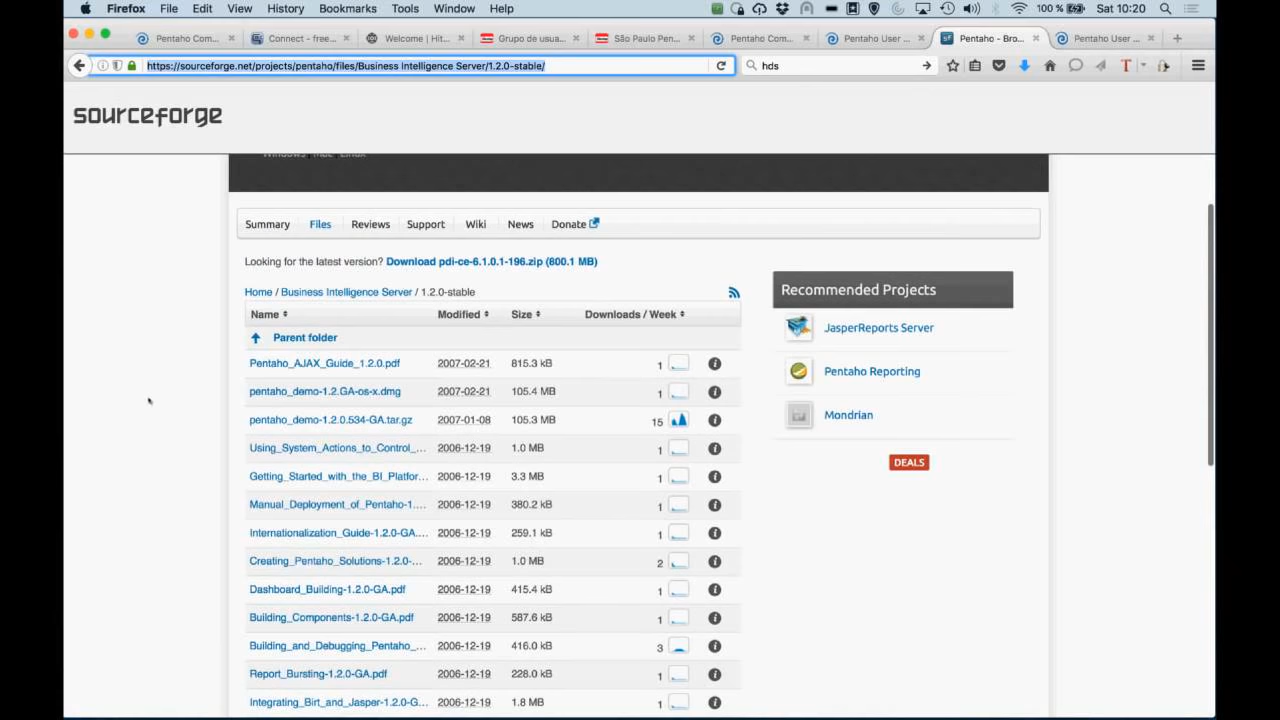 Firefox File Edit View History Bookmarks Tools Window Help 100 % Sat 10:20
Pentaho Com... Connect - free... Welcome | Hit... Grupo de usua... São Paulo Pen... Pentaho Com... Pentaho User ... Pentaho - Bro... Pentaho User ...
https://sourceforge.net/projects/pentaho/files/Business Intelligence Server/1.2.0-stable/ hds
sourceforge
Windows Mac Linux
Summary Files Reviews Support Wiki News Donate
Looking for the latest version? Download pdi-ce-6.1.0.1-196.zip (800.1 MB)
Home / Business Intelligence Server / 1.2.0-stable
Name Modified Size Downloads / Week
Parent folder
Pentaho_AJAX_Guide_1.2.0.pdf 2007-02-21 815.3 kB 1
pentaho_demo-1.2.GA-os-x.dmg 2007-02-21 105.4 MB 1
pentaho_demo-1.2.0.534-GA.tar.gz 2007-01-08 105.3 MB 15
Using_System_Actions_to_Control_... 2006-12-19 1.0 MB 1
Getting_Started_with_the_BI_Platfor... 2006-12-19 3.3 MB 1
Manual_Deployment_of_Pentaho-1.... 2006-12-19 380.2 kB 1
Internationalization_Guide-1.2.0-GA.... 2006-12-19 259.1 kB 1
Creating_Pentaho_Solutions-1.2.0-... 2006-12-19 1.0 MB 2
Dashboard_Building-1.2.0-GA.pdf 2006-12-19 415.4 kB 1
Building_Components-1.2.0-GA.pdf 2006-12-19 587.6 kB 1
Building_and_Debugging_Pentaho_... 2006-12-19 416.0 kB 3
Report_Bursting-1.2.0-GA.pdf 2006-12-19 228.0 kB 1
Integrating_Birt_and_Jasper-1.2.0-G... 2006-12-19 1.8 MB 1
Recommended Projects
JasperReports Server
Pentaho Reporting
Mondrian
DEALS